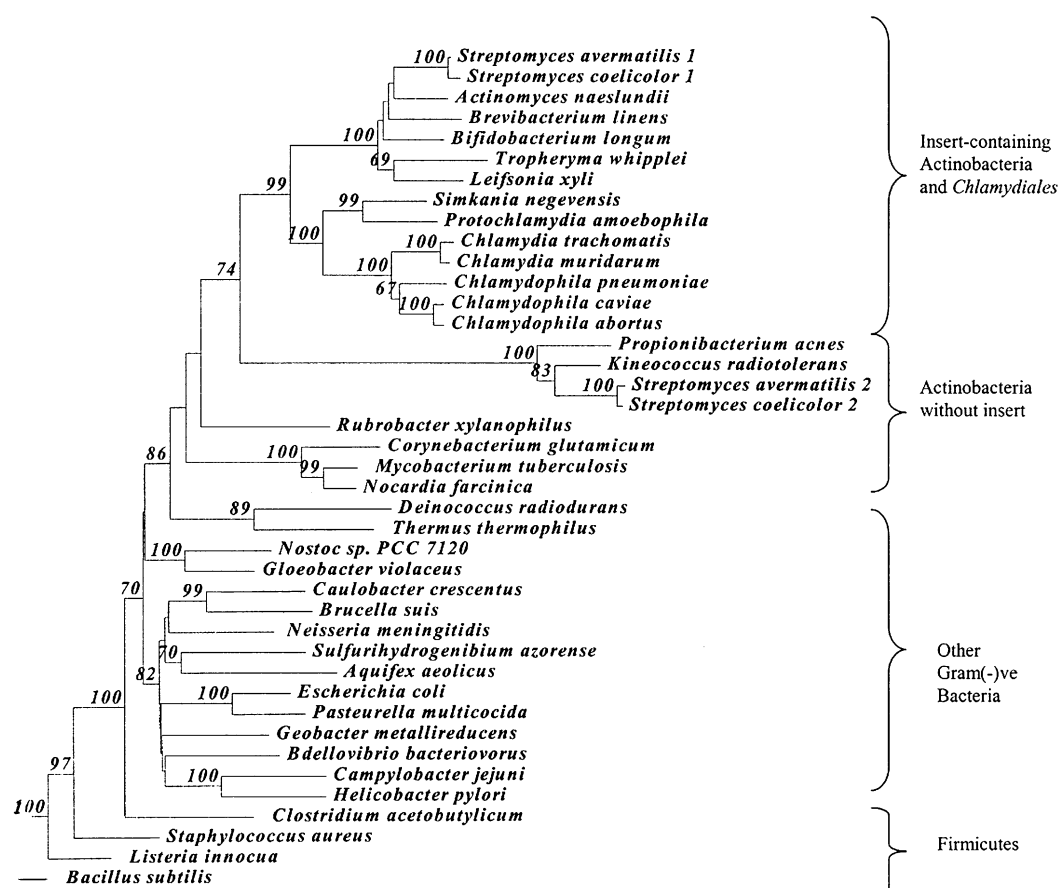 100 Streptomyces avermatilis 1
Streptomyces coelicolor 1
Actinomyces naeslundii
Brevibacterium linens
100 Bifidobacterium longum
69 Tropheryma whipplei
Leifsonia xyli
99
99 Simkania negevensis
Protochlamydia amoebophila
100
100 Chlamydia trachomatis
Chlamydia muridarum
100
67 Chlamydophila pneumoniae
100 Chlamydophila caviae
Chlamydophila abortus
74
100 Propionibacterium acnes
83 Kineococcus radiotolerans
100 Streptomyces avermatilis 2
Streptomyces coelicolor 2
Rubrobacter xylanophilus
100 Corynebacterium glutamicum
99 Mycobacterium tuberculosis
Nocardia farcinica
86
89 Deinococcus radiodurans
Thermus thermophilus
100 Nostoc sp. PCC 7120
Gloeobacter violaceus
70
99 Caulobacter crescentus
Brucella suis
Neisseria meningitidis
70 Sulfurihydrogenibium azorense
Aquifex aeolicus
82
100 Escherichia coli
Pasteurella multicocida
100
Geobacter metallireducens
Bdellovibrio bacteriovorus
100 Campylobacter jejuni
Helicobacter pylori
97
100 Clostridium acetobutylicum
Staphylococcus aureus
Listeria innocua
Bacillus subtilis
Insert-containing
Actinobacteria
and Chlamydiales
Actinobacteria
without insert
Other
Gram(-)ve
Bacteria
Firmicutes